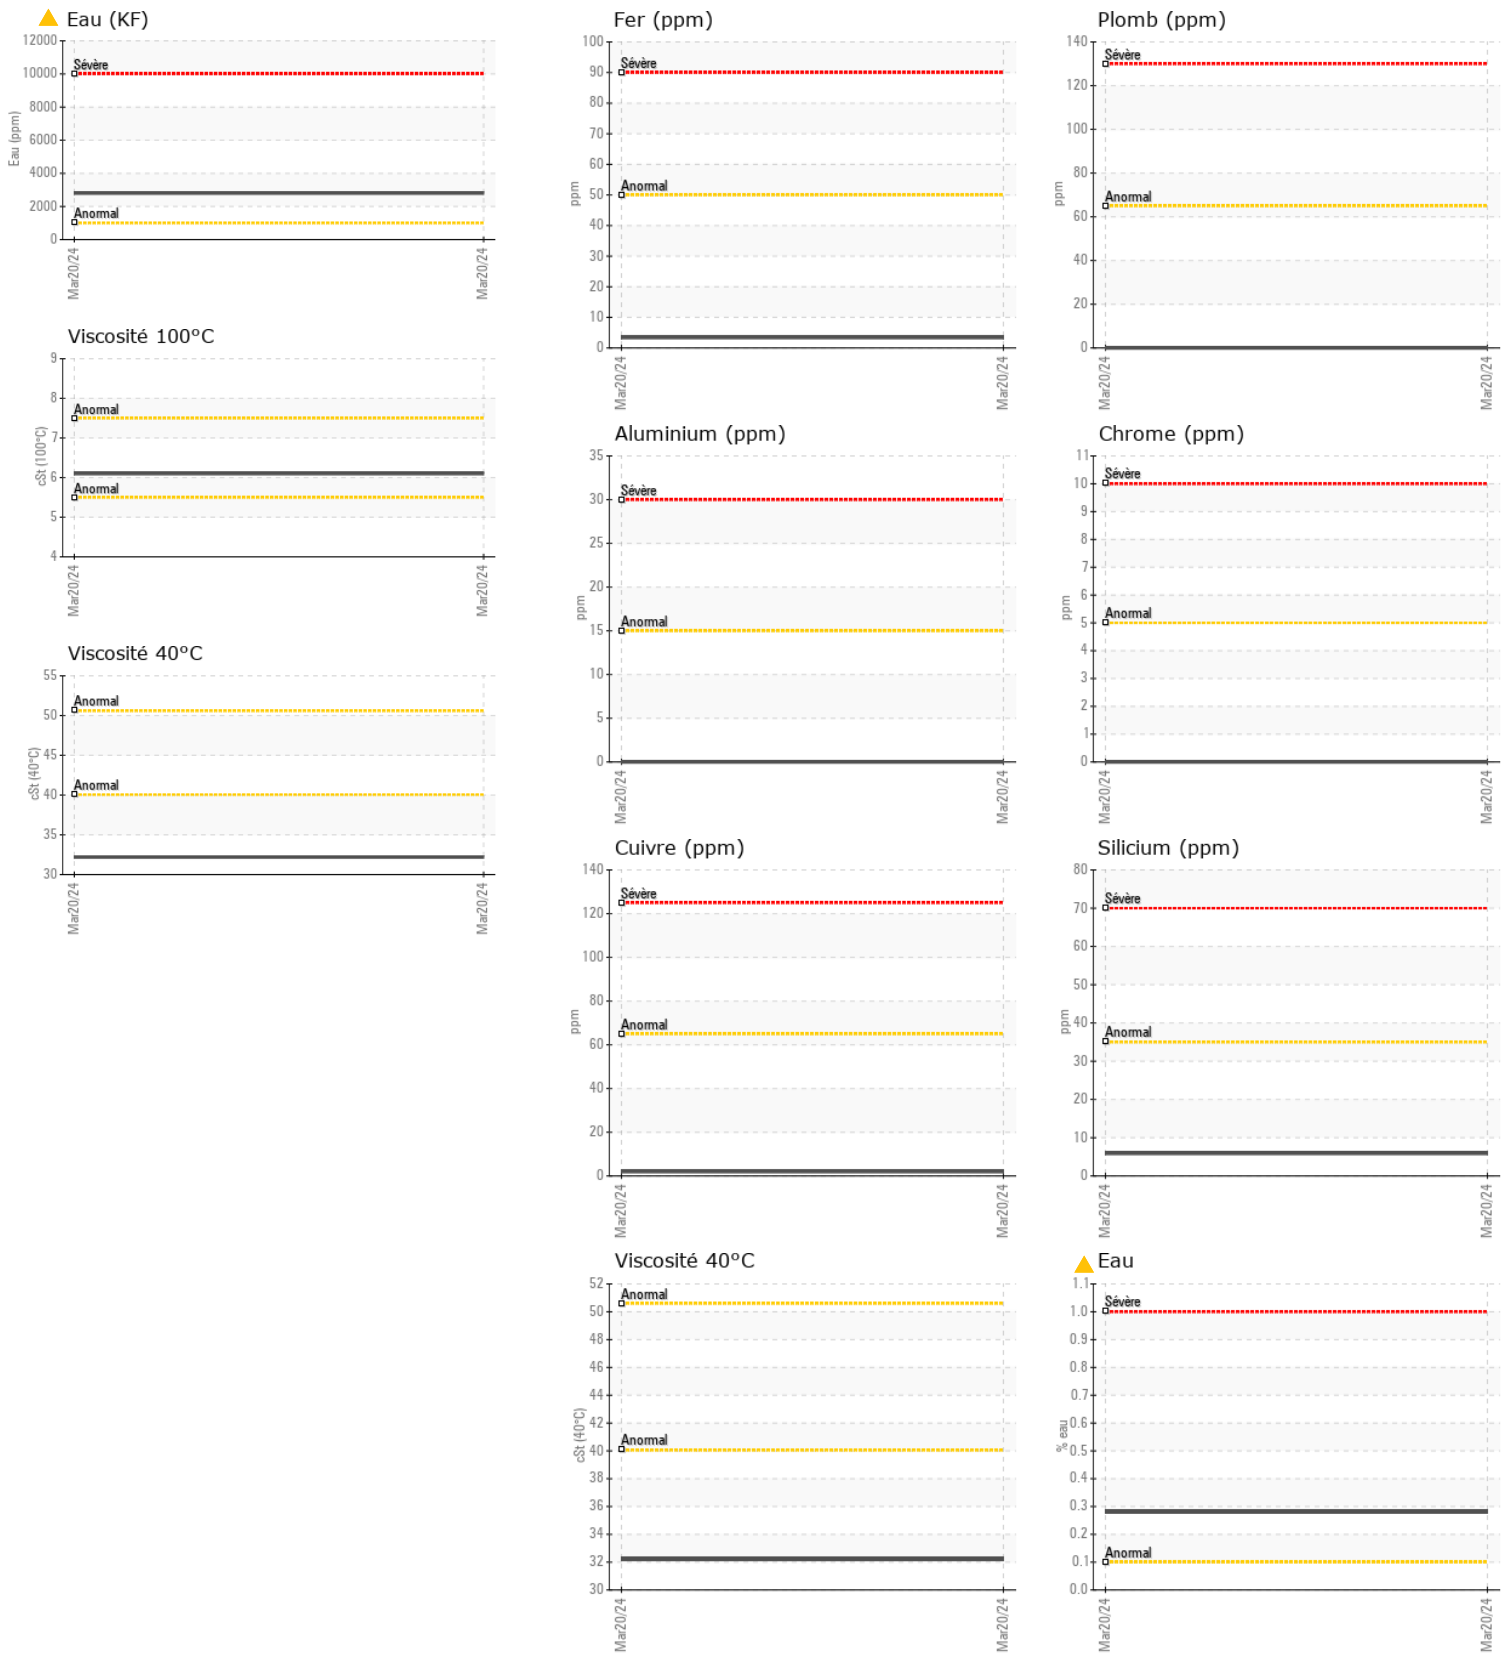 Eau (KF)
12000
10000
8000
6000
4000
2000
0
Eau (ppm)
Sévère
Anormal
Mar20/24
Mar20/24
Viscosité 100°C
9
8
7
6
5
4
cSt (100°C)
Anormal
Anormal
Mar20/24
Mar20/24
Viscosité 40°C
55
50
45
40
35
30
cSt (40°C)
Anormal
Anormal
Mar20/24
Mar20/24
Fer (ppm)
100
90
80
70
60
50
40
30
20
10
0
ppm
Sévère
Anormal
Mar20/24
Mar20/24
Plomb (ppm)
140
120
100
80
60
40
20
0
ppm
Sévère
Anormal
Mar20/24
Mar20/24
Aluminium (ppm)
35
30
25
20
15
10
5
0
ppm
Sévère
Anormal
Mar20/24
Mar20/24
Chrome (ppm)
11
10
9
8
7
6
5
4
3
2
1
0
ppm
Sévère
Anormal
Mar20/24
Mar20/24
Cuivre (ppm)
140
120
100
80
60
40
20
0
ppm
Sévère
Anormal
Mar20/24
Mar20/24
Silicium (ppm)
80
70
60
50
40
30
20
10
0
ppm
Sévère
Anormal
Mar20/24
Mar20/24
Viscosité 40°C
52
50
48
46
44
42
40
38
36
34
32
30
cSt (40°C)
Anormal
Anormal
Mar20/24
Mar20/24
Eau
1.1
1.0
0.9
0.8
0.7
0.6
0.5
0.4
0.3
0.2
0.1
0.0
% eau
Sévère
Anormal
Mar20/24
Mar20/24